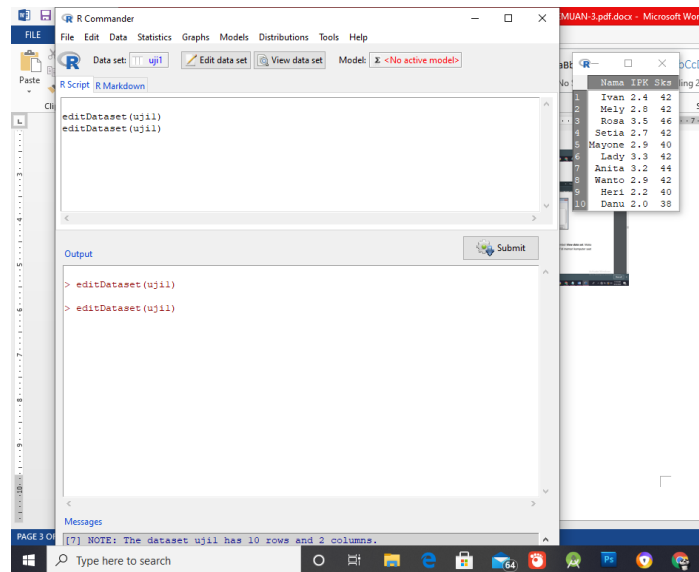 R Commander
MUAN-3.pdf.docx - Microsoft Wor
FILE
File Edit Data Statistics Graphs Models Distributions Tools Help
Data set: uji1 Edit data set View data set Model: Σ <No active model>
Paste
R Script R Markdown
editDataset(uji1)
editDataset(uji1)
Nama IPK Sks
1 Ivan 2.4 42
2 Mely 2.8 42
3 Rosa 3.5 46
4 Setia 2.7 42
5 Mayone 2.9 40
6 Lady 3.3 42
7 Anita 3.2 44
8 Wanto 2.9 42
9 Heri 2.2 40
10 Danu 2.0 38
Output
Submit
> editDataset(uji1)
> editDataset(uji1)
Messages
[7] NOTE: The dataset uji1 has 10 rows and 2 columns.
PAGE 3 OF
Type here to search
64
Ps